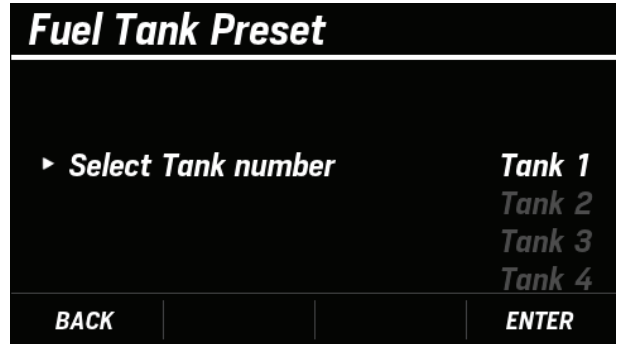 Fuel Tank Preset
Select Tank number Tank 1
Tank 2
Tank 3
Tank 4
BACK ENTER